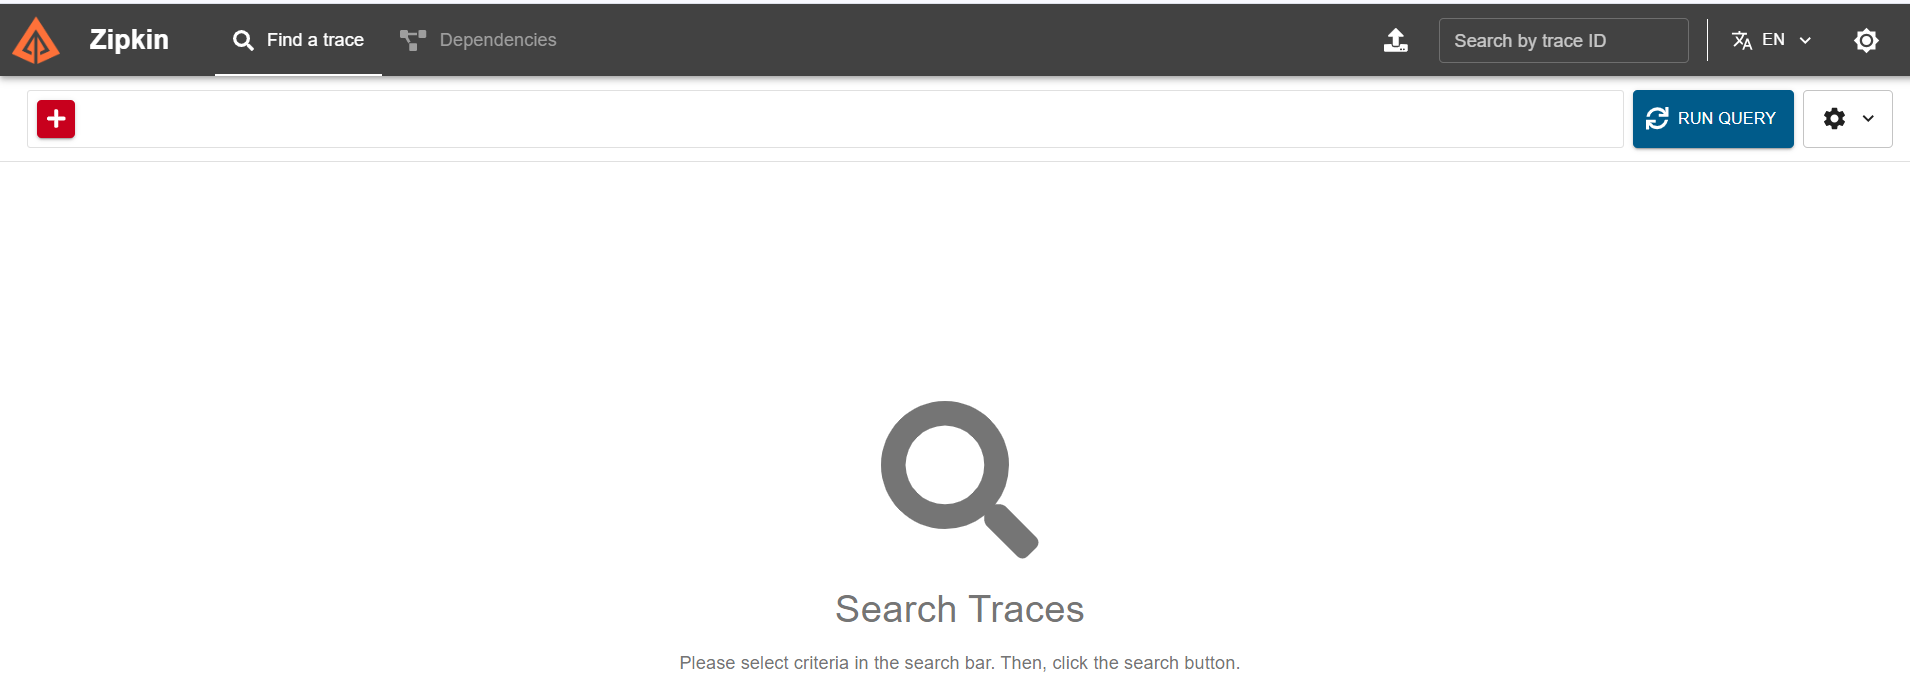 Zipkin
Find a trace
Dependencies
Search by trace ID
EN
RUN QUERY
Search Traces
Please select criteria in the search bar. Then, click the search button.